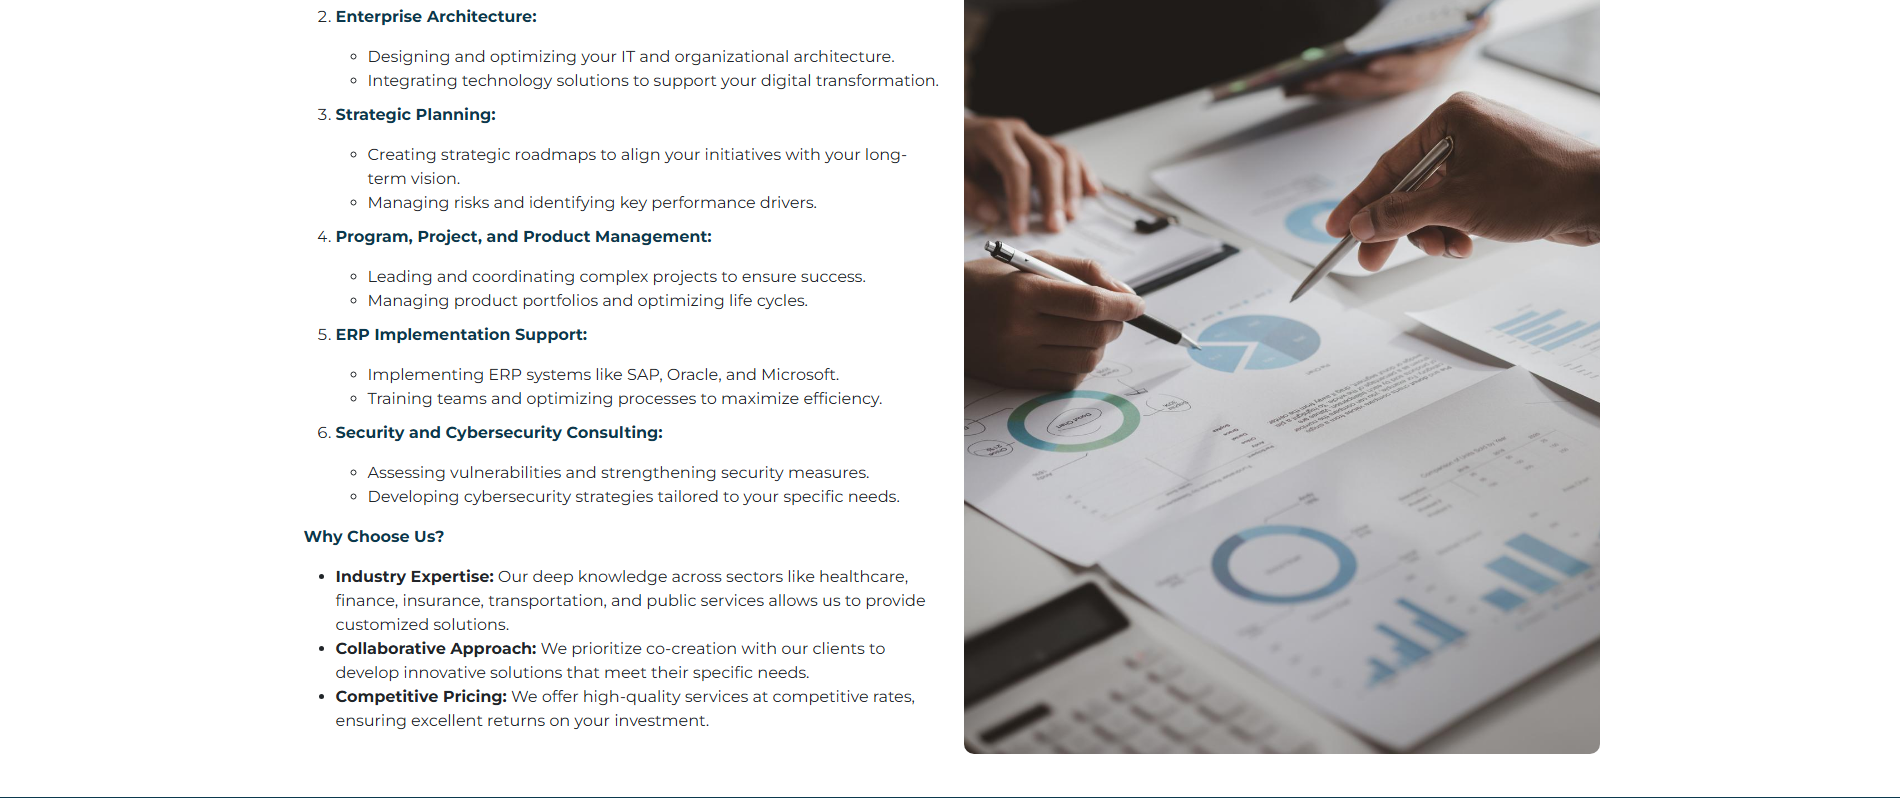 2. Enterprise Architecture:
Designing and optimizing your IT and organizational architecture.
Integrating technology solutions to support your digital transformation.
3. Strategic Planning:
Creating strategic roadmaps to align your initiatives with your long-
term vision.
Managing risks and identifying key performance drivers.
4. Program, Project, and Product Management:
Leading and coordinating complex projects to ensure success.
Managing product portfolios and optimizing life cycles.
5. ERP Implementation Support:
Implementing ERP systems like SAP, Oracle, and Microsoft.
Training teams and optimizing processes to maximize efficiency.
6. Security and Cybersecurity Consulting:
Assessing vulnerabilities and strengthening security measures.
Developing cybersecurity strategies tailored to your specific needs.
Why Choose Us?
Industry Expertise: Our deep knowledge across sectors like healthcare,
finance, insurance, transportation, and public services allows us to provide
customized solutions.
Collaborative Approach: We prioritize co-creation with our clients to
develop innovative solutions that meet their specific needs.
Competitive Pricing: We offer high-quality services at competitive rates,
ensuring excellent returns on your investment.